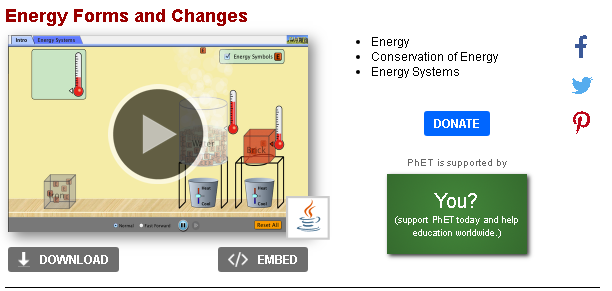 Energy Forms and Changes
Intro Energy Systems
Energy Symbols E
Water
Brick
Iron
Heat
Cool
Heat
Cool
Normal Fast Forward
Reset All
DOWNLOAD
EMBED
Energy
Conservation of Energy
Energy Systems
DONATE
PhET is supported by
You?
(support PhET today and help
education worldwide.)